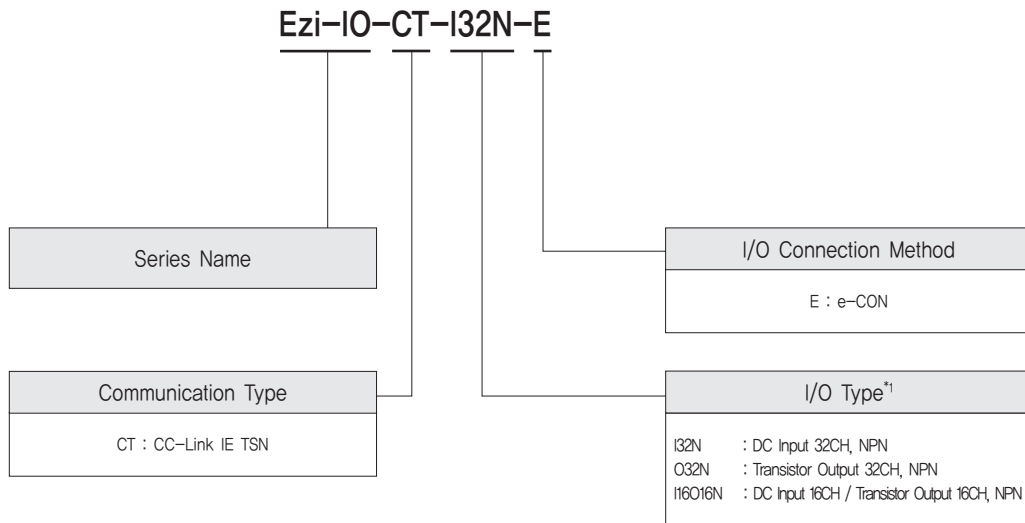 Ezi-IO-CT-I32N-E
Series Name
I/O Connection Method
E : e-CON
Communication Type
CT : CC-Link IE TSN
I/O Type*1
I32N : DC Input 32CH, NPN
O32N : Transistor Output 32CH, NPN
I16O16N : DC Input 16CH / Transistor Output 16CH, NPN